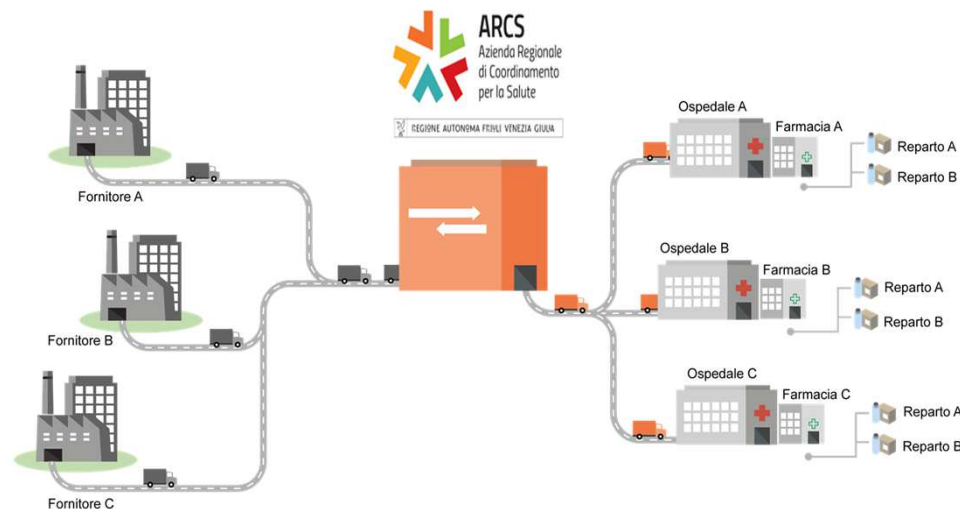 ARCS
Azienda Regionale
di Coordinamento
per la Salute
REGIONE AUTONOMA FRIULI VENEZIA GIULIA
Fornitore A
Fornitore B
Fornitore C
Ospedale A
Farmacia A
Reparto A
Reparto B
Ospedale B
Farmacia B
Reparto A
Reparto B
Ospedale C
Farmacia C
Reparto A
Reparto B